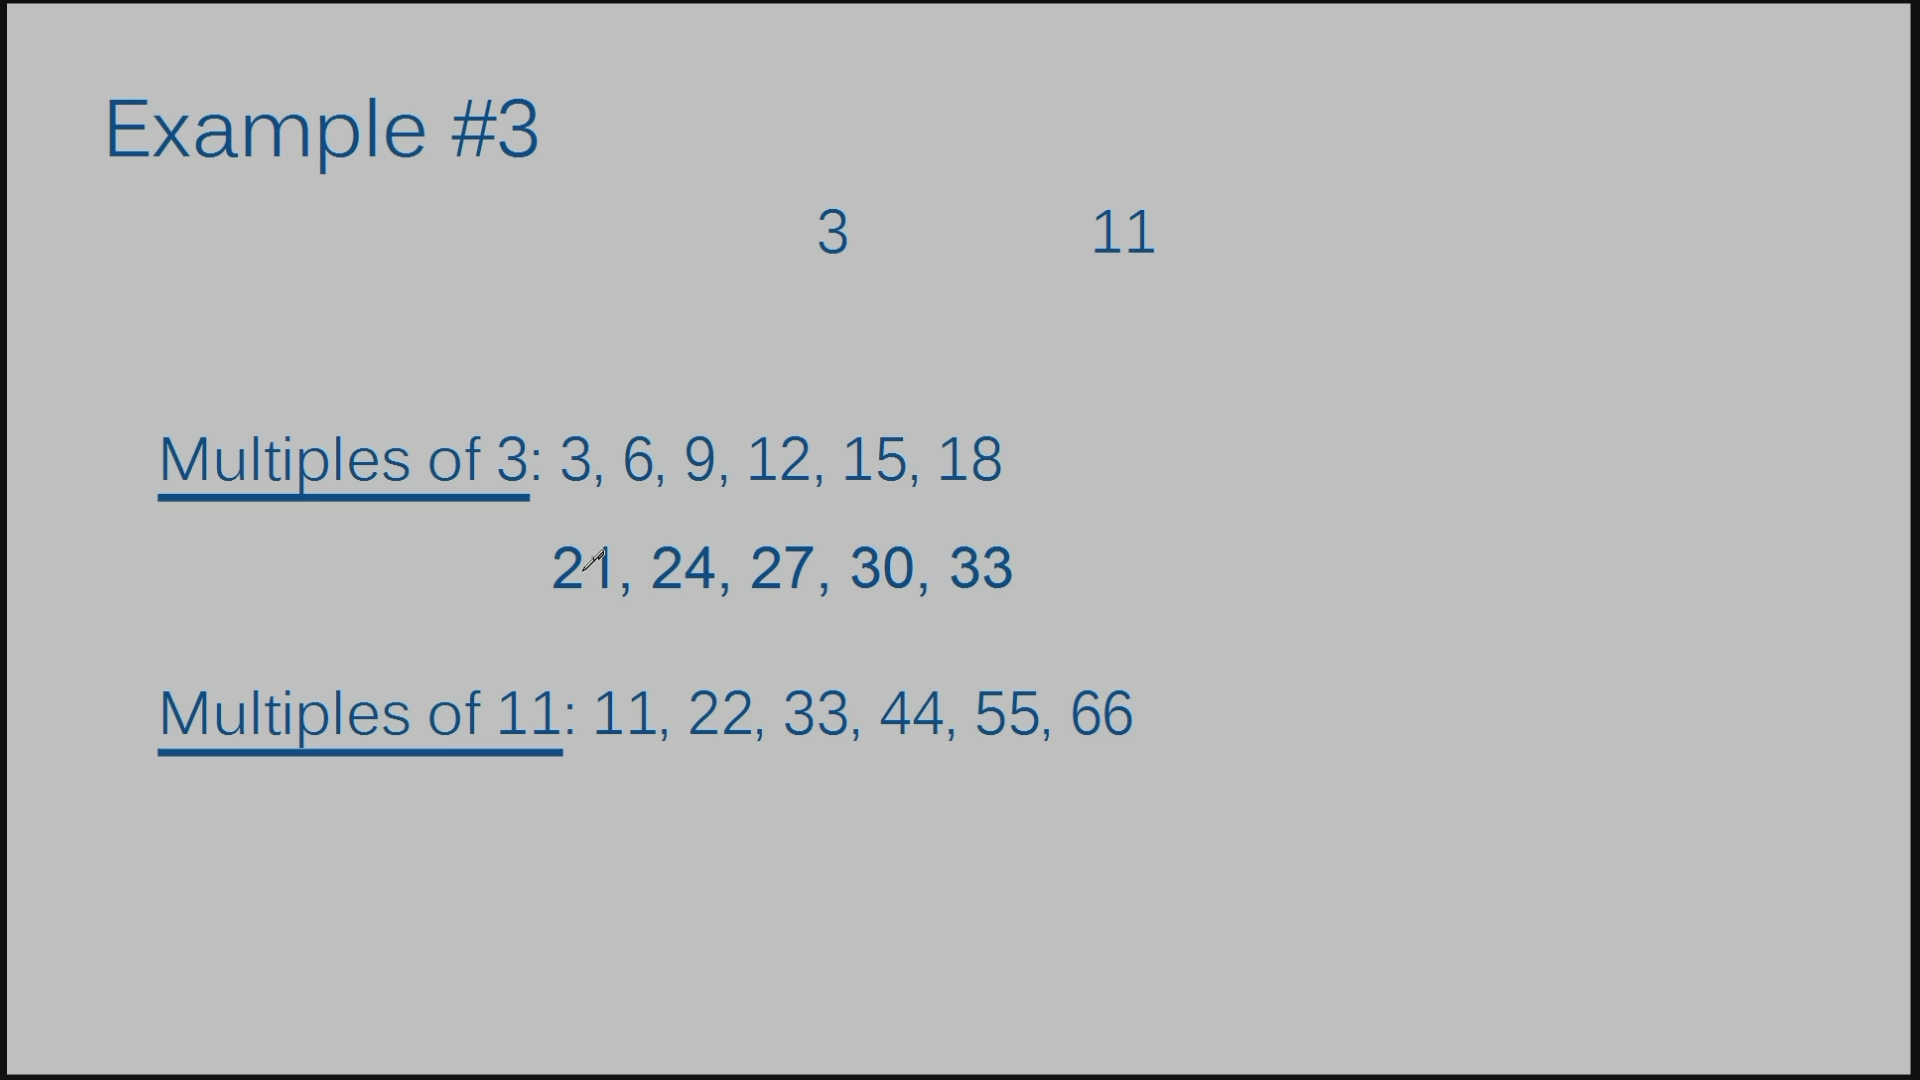 Example #3
3 11
Multiples of 3: 3, 6, 9, 12, 15, 18
21, 24, 27, 30, 33
Multiples of 11: 11, 22, 33, 44, 55, 66